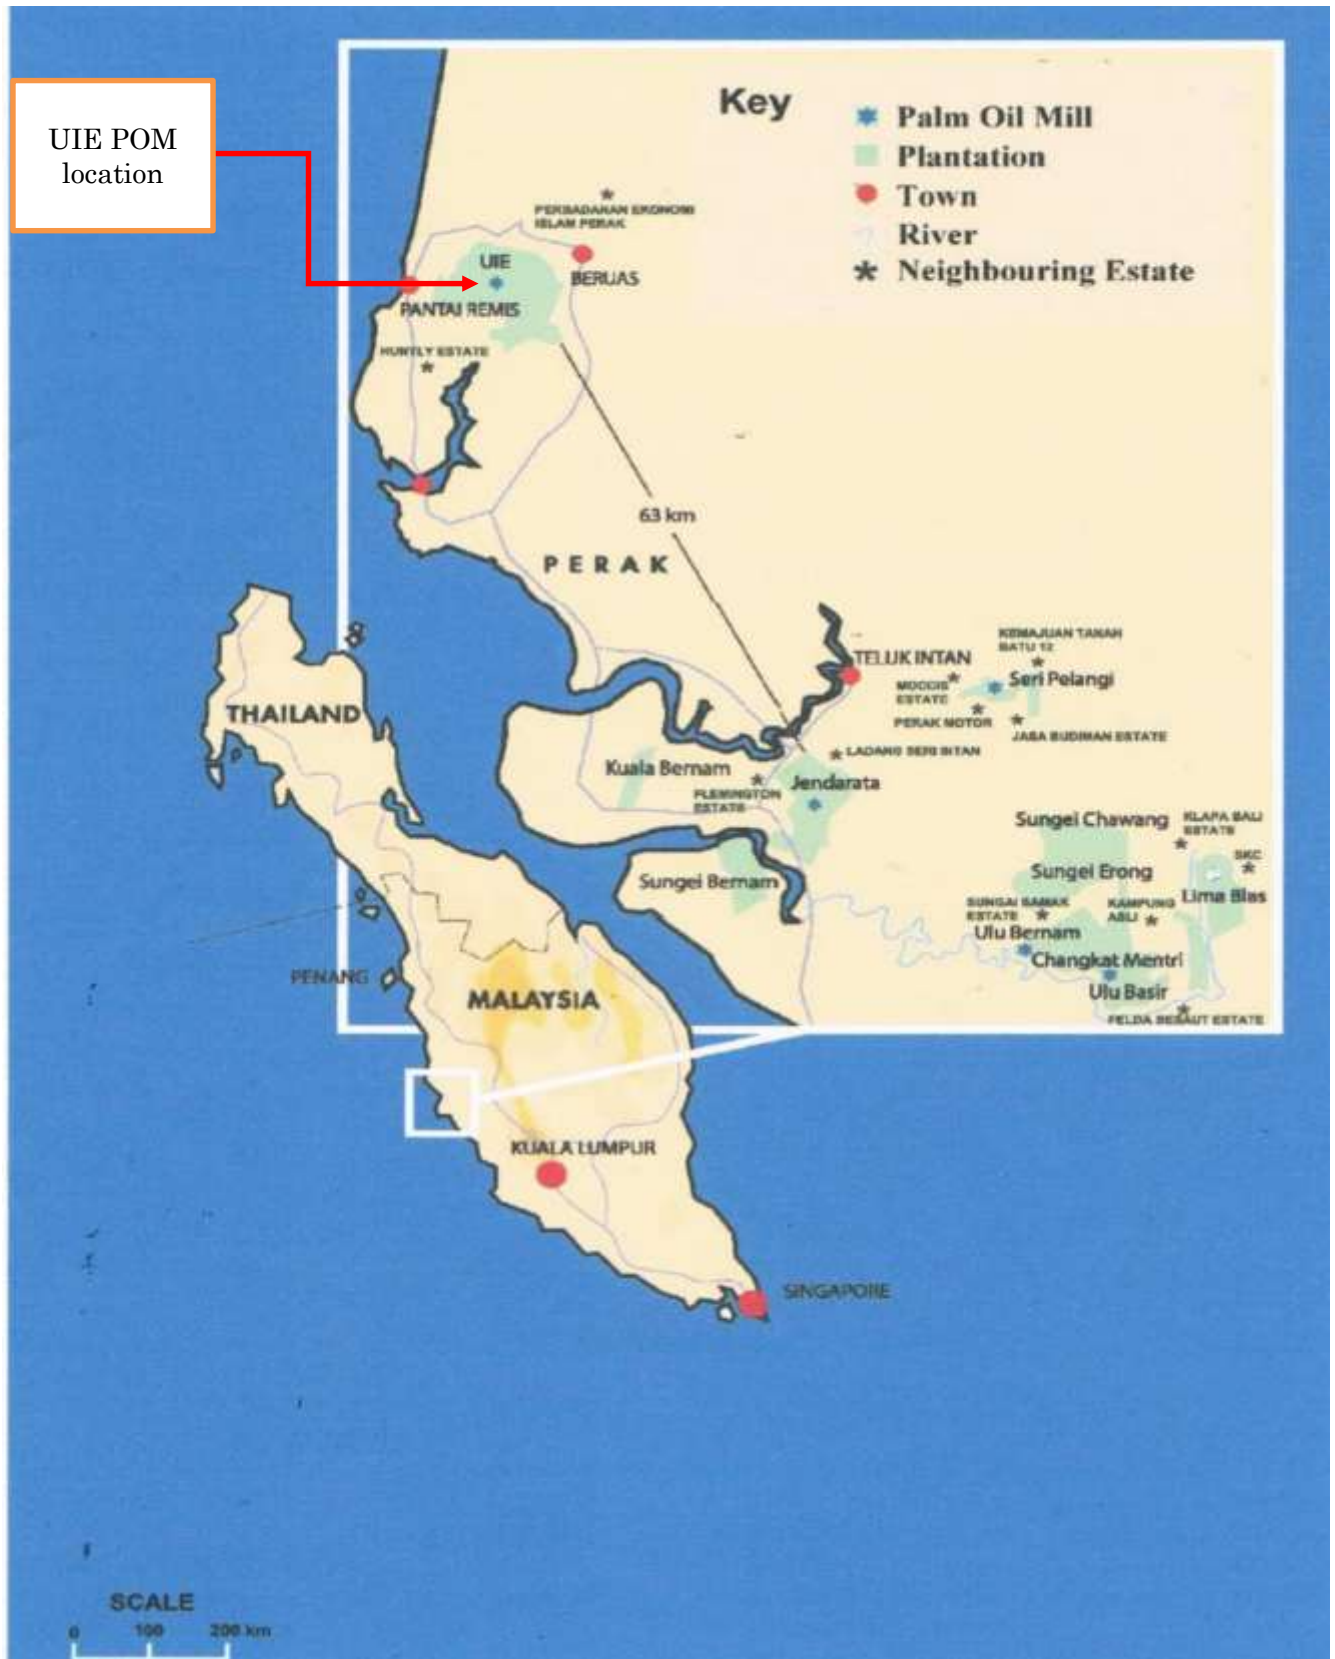 UIE POM
location
Key
Palm Oil Mill
Plantation
Town
River
Neighbouring Estate
PERBADANAN EKONOMI
ISLAM PERAK
UIE
BERUAS
PANTAI REMIS
HUNTLY ESTATE
63 km
PERAK
TELUK INTAN
KEMAJUAN TANAH
BATU 12
Seri Pelangi
MOCCIS
ESTATE
PERAK MOTOR
JASA BUDIMAN ESTATE
LADANG SERI INTAN
Kuala Bernam
FLEMINGTON
ESTATE
Jendarata
Sungei Chawang
KLAPA BALI
ESTATE
SKC
Sungei Erong
Lima Blas
Sungei Bernam
SUNGAI SAMAK
ESTATE
KAMPUNG
ASLI
Ulu Bernam
Changkat Mentri
Ulu Basir
FELDA BESAUT ESTATE
THAILAND
PENANG
MALAYSIA
KUALA LUMPUR
SINGAPORE
SCALE
0 100 200 km